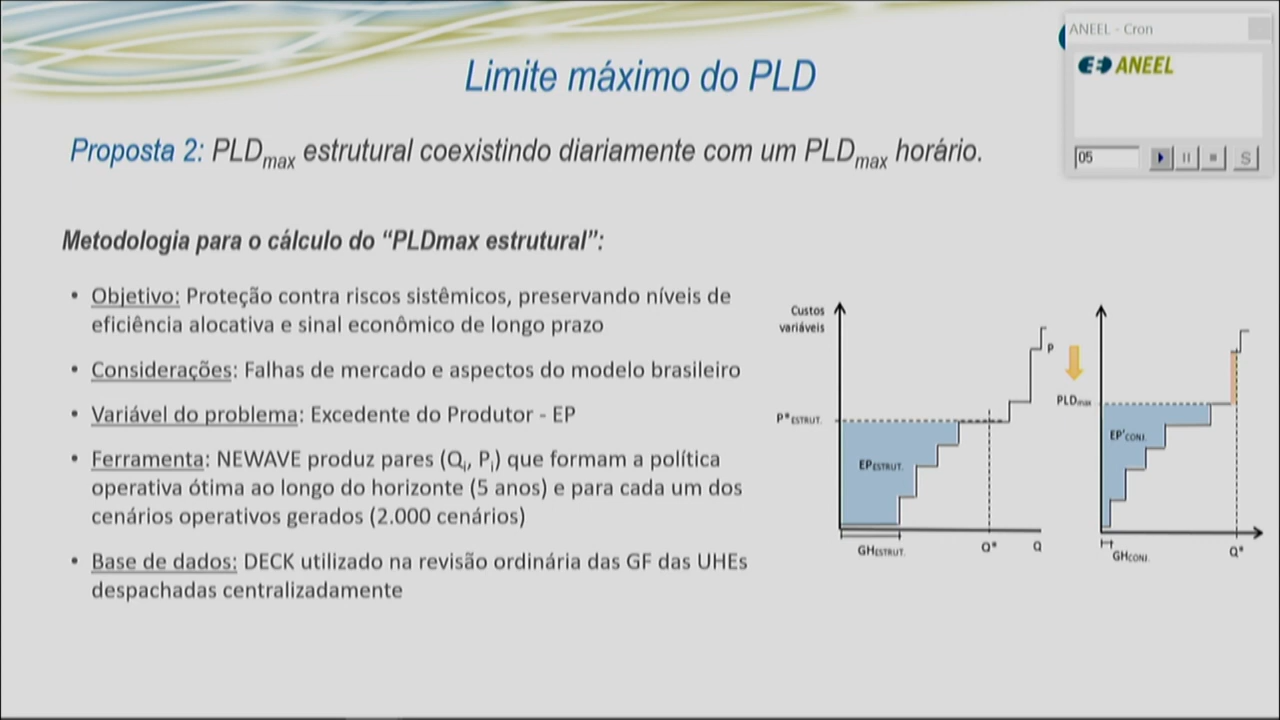 ANEEL - Cron
ANEEL
05
S
Limite máximo do PLD
Proposta 2: PLDmax estrutural coexistindo diariamente com um PLDmax horário.
Metodologia para o cálculo do “PLDmax estrutural”:
• Objetivo: Proteção contra riscos sistêmicos, preservando níveis de
eficiência alocativa e sinal econômico de longo prazo
• Considerações: Falhas de mercado e aspectos do modelo brasileiro
• Variável do problema: Excedente do Produtor - EP
• Ferramenta: NEWAVE produz pares (Qi, Pi) que formam a política
operativa ótima ao longo do horizonte (5 anos) e para cada um dos
cenários operativos gerados (2.000 cenários)
• Base de dados: DECK utilizado na revisão ordinária das GF das UHEs
despachadas centralizadamente
Custos
variáveis
P
P*ESTRUT.
EPESTRUT.
GHESTRUT.
Q*
Q
PLDmax
EP'CONJ.
GHCONJ.
Q*